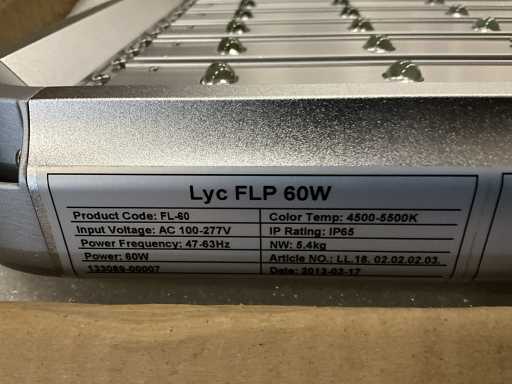 Lyc FLP 60W
Product Code: FL-60
Color Temp: 4500-5500K
Input Voltage: AC 100-277V
IP Rating: IP65
Power Frequency: 47-63Hz
NW: 5.4kg
Power: 60W
Article NO.: LL.18. 02.02.02.03.
133089-00007
Date: 2013-02-17